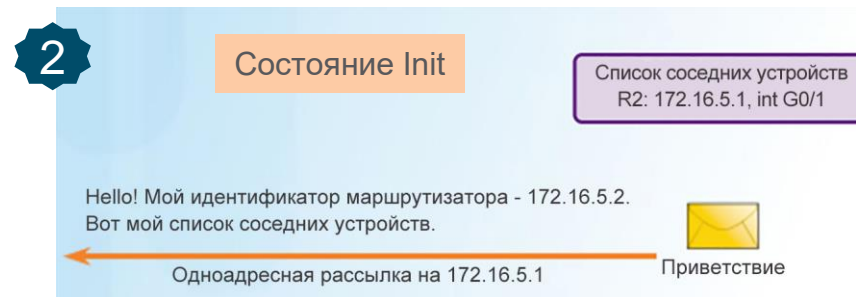 2
Состояние Init
Список соседних устройств
R2: 172.16.5.1, int G0/1
Hello! Мой идентификатор маршрутизатора - 172.16.5.2.
Вот мой список соседних устройств.
Одноадресная рассылка на 172.16.5.1
Приветствие